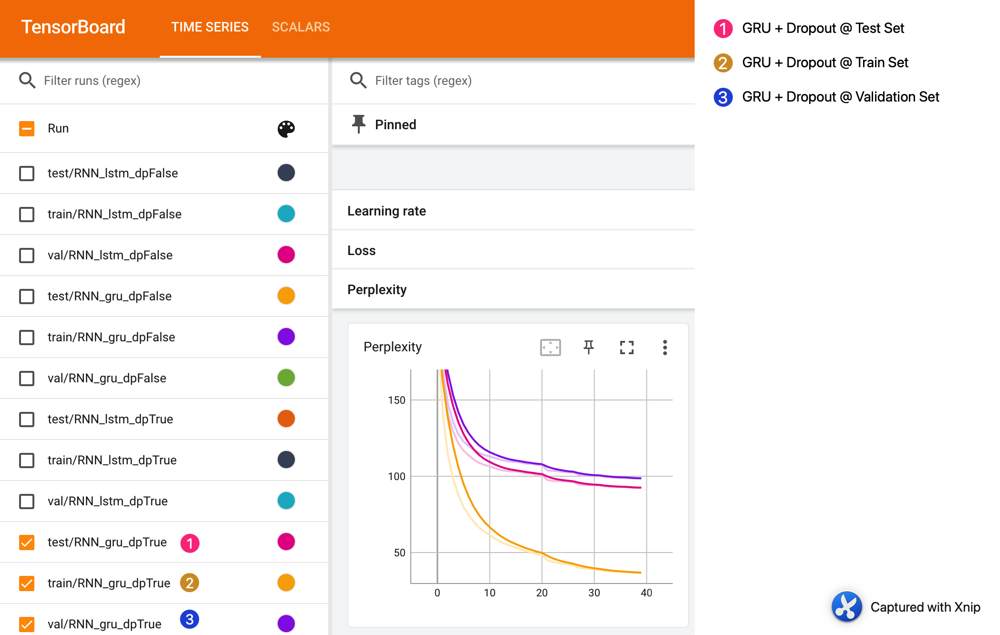 TensorBoard
TIME SERIES
SCALARS
Filter runs (regex)
Run
test/RNN_lstm_dpFalse
train/RNN_lstm_dpFalse
val/RNN_lstm_dpFalse
test/RNN_gru_dpFalse
train/RNN_gru_dpFalse
val/RNN_gru_dpFalse
test/RNN_lstm_dpTrue
train/RNN_lstm_dpTrue
val/RNN_lstm_dpTrue
test/RNN_gru_dpTrue 1
train/RNN_gru_dpTrue 2
val/RNN_gru_dpTrue 3
Filter tags (regex)
Pinned
Learning rate
Loss
Perplexity
Perplexity
150
100
50
0 10 20 30 40
1 GRU + Dropout @ Test Set
2 GRU + Dropout @ Train Set
3 GRU + Dropout @ Validation Set
Captured with Xnip